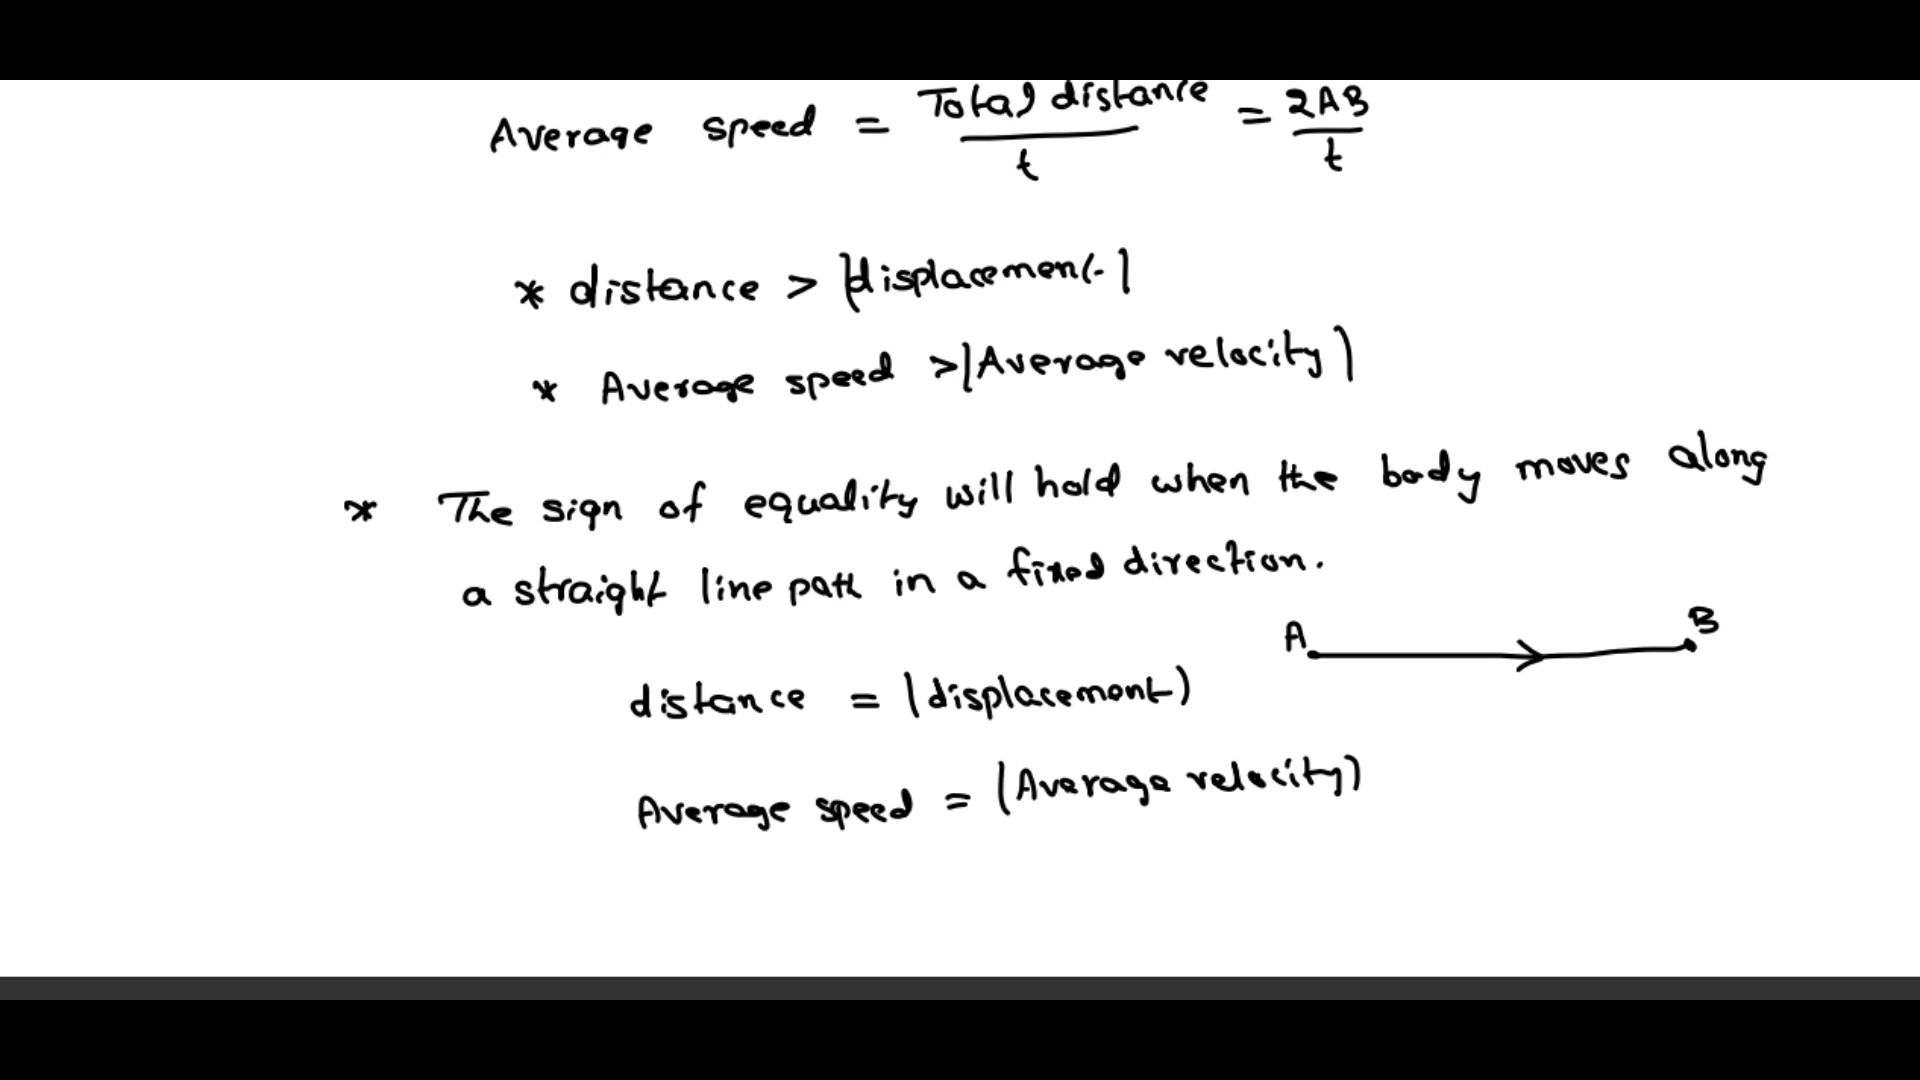 Average speed = Total distance / t = 2AB / t
* distance > |displacement|
* Average speed > |Average velocity|
* The sign of equality will hold when the body moves along
a straight line path in a fixed direction.
A B
distance = |displacement|
Average speed = |Average velocity|